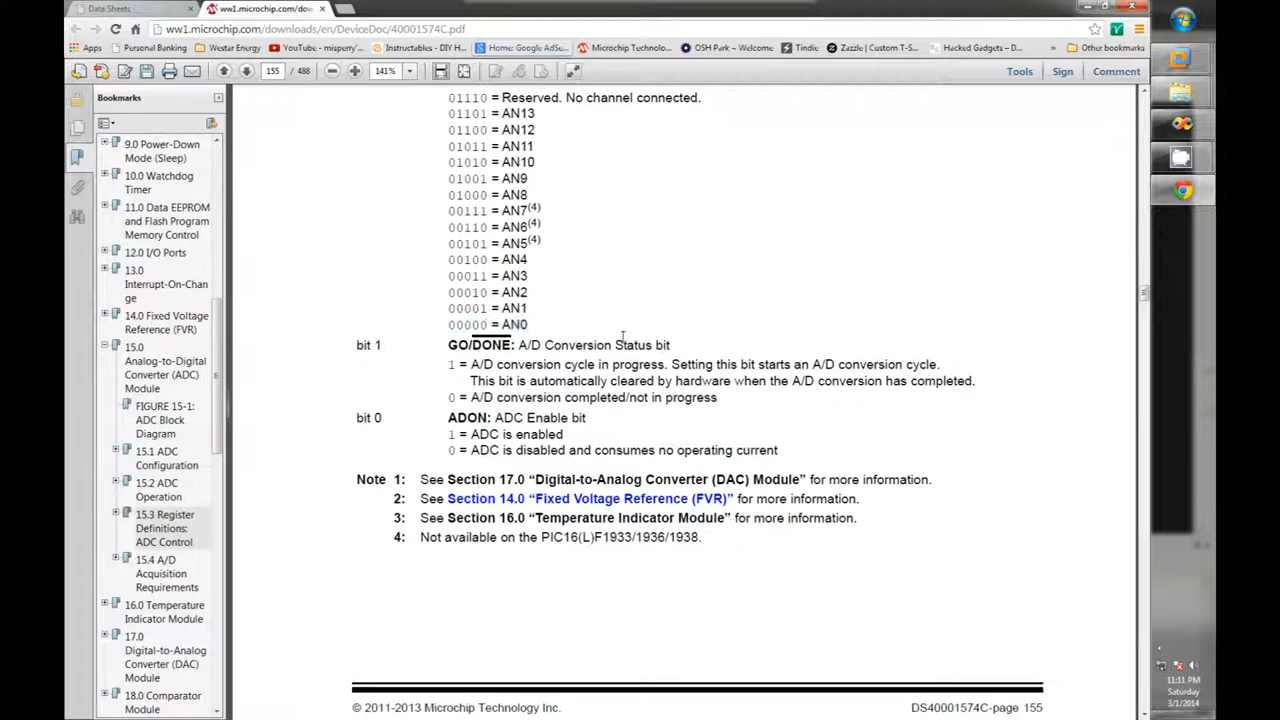 Data Sheets
ww1.microchip.com/dow
ww1.microchip.com/downloads/en/DeviceDoc/40001574C.pdf
Apps Personal Banking Westar Energy YouTube - misperry... Instructables - DIY H... Home: Google AdSe... Microchip Technolo... OSH Park ~ Welcome Tindie Zazzle | Custom T-S... Hacked Gadgets – D... » Other bookmarks
155 / 488 141% Tools Sign Comment
Bookmarks
9.0 Power-Down
Mode (Sleep)
10.0 Watchdog
Timer
11.0 Data EEPROM
and Flash Program
Memory Control
12.0 I/O Ports
13.0
Interrupt-On-Chan
ge
14.0 Fixed Voltage
Reference (FVR)
15.0
Analog-to-Digital
Converter (ADC)
Module
FIGURE 15-1:
ADC Block
Diagram
15.1 ADC
Configuration
15.2 ADC
Operation
15.3 Register
Definitions:
ADC Control
15.4 A/D
Acquisition
Requirements
16.0 Temperature
Indicator Module
17.0
Digital-to-Analog
Converter (DAC)
Module
18.0 Comparator
Module
01110 = Reserved. No channel connected.
01101 = AN13
01100 = AN12
01011 = AN11
01010 = AN10
01001 = AN9
01000 = AN8
00111 = AN7(4)
00110 = AN6(4)
00101 = AN5(4)
00100 = AN4
00011 = AN3
00010 = AN2
00001 = AN1
00000 = AN0
bit 1 GO/DONE: A/D Conversion Status bit
1 = A/D conversion cycle in progress. Setting this bit starts an A/D conversion cycle.
This bit is automatically cleared by hardware when the A/D conversion has completed.
0 = A/D conversion completed/not in progress
bit 0 ADON: ADC Enable bit
1 = ADC is enabled
0 = ADC is disabled and consumes no operating current
Note 1: See Section 17.0 “Digital-to-Analog Converter (DAC) Module” for more information.
2: See Section 14.0 “Fixed Voltage Reference (FVR)” for more information.
3: See Section 16.0 “Temperature Indicator Module” for more information.
4: Not available on the PIC16(L)F1933/1936/1938.
© 2011-2013 Microchip Technology Inc. DS40001574C-page 155
11:11 PM
Saturday
3/1/2014